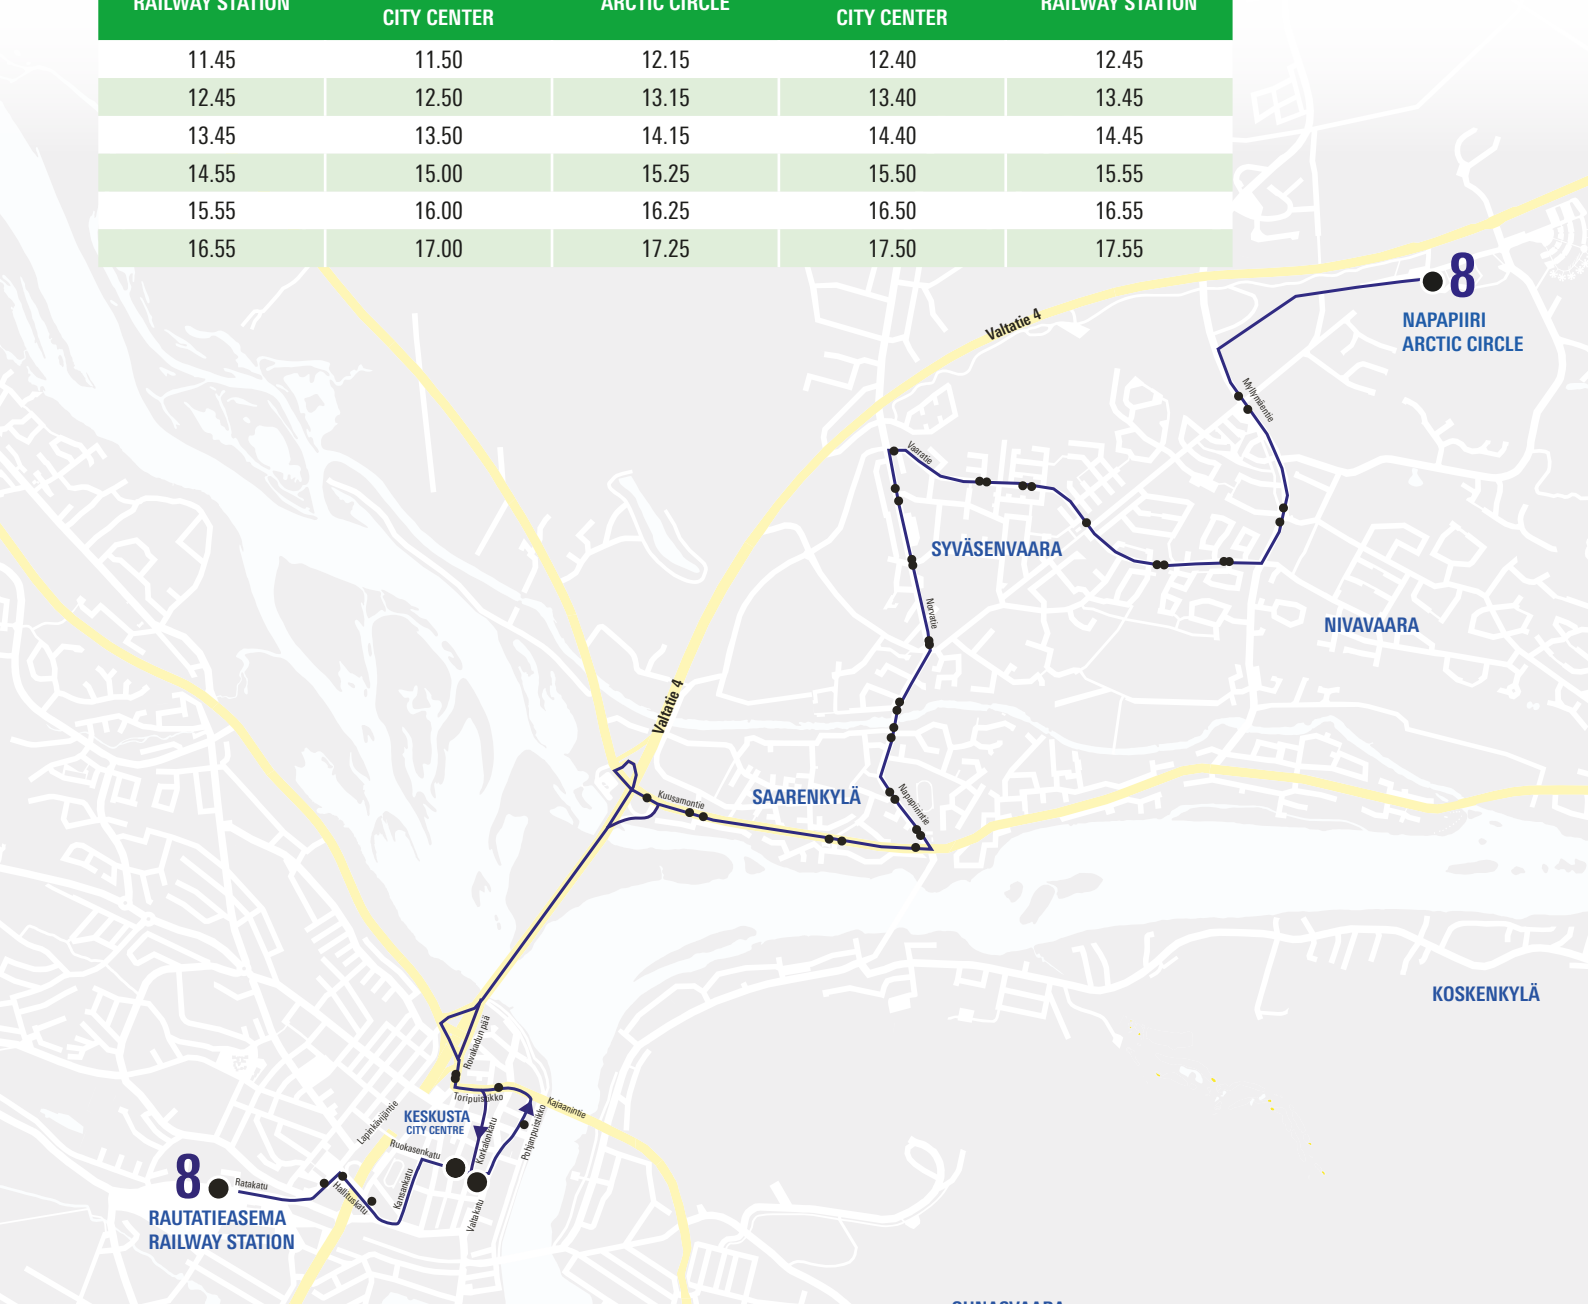 RAILWAY STATION CITY CENTER ARCTIC CIRCLE CITY CENTER RAILWAY STATION
11.45 11.50 12.15 12.40 12.45
12.45 12.50 13.15 13.40 13.45
13.45 13.50 14.15 14.40 14.45
14.55 15.00 15.25 15.50 15.55
15.55 16.00 16.25 16.50 16.55
16.55 17.00 17.25 17.50 17.55
8
NAPAPIIRI
ARCTIC CIRCLE
Valtatie 4
Myllymäentie
Vaaratie
SYVÄSENVAARA
Norvatie
NIVAVAARA
Valtatie 4
Kuusamontie
SAARENKYLÄ
Napapiirintie
KOSKENKYLÄ
Rovakadun pää
Toripuistikko
Kajaanintie
Lapinkävijäntie
KESKUSTA
CITY CENTRE
Korkalonkatu
Pohjanpuistikko
Ruokasenkatu
8
Ratakatu
Hallituskatu
Kansankatu
Valtakatu
RAUTATIEASEMA
RAILWAY STATION